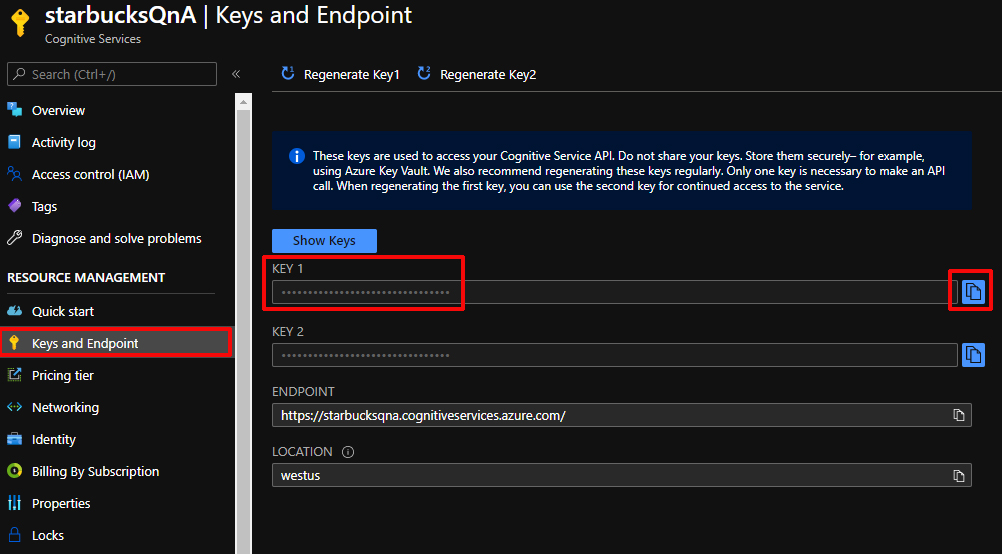 starbucksQnA | Keys and Endpoint
Cognitive Services
Search (Ctrl+/)
«
Overview
Activity log
Access control (IAM)
Tags
Diagnose and solve problems
RESOURCE MANAGEMENT
Quick start
Keys and Endpoint
Pricing tier
Networking
Identity
Billing By Subscription
Properties
Locks
Regenerate Key1
Regenerate Key2
These keys are used to access your Cognitive Service API. Do not share your keys. Store them securely– for example,
using Azure Key Vault. We also recommend regenerating these keys regularly. Only one key is necessary to make an API
call. When regenerating the first key, you can use the second key for continued access to the service.
Show Keys
KEY 1
••••••••••••••••••••••••••••••••
KEY 2
••••••••••••••••••••••••••••••••
ENDPOINT
https://starbucksqna.cognitiveservices.azure.com/
LOCATION
westus